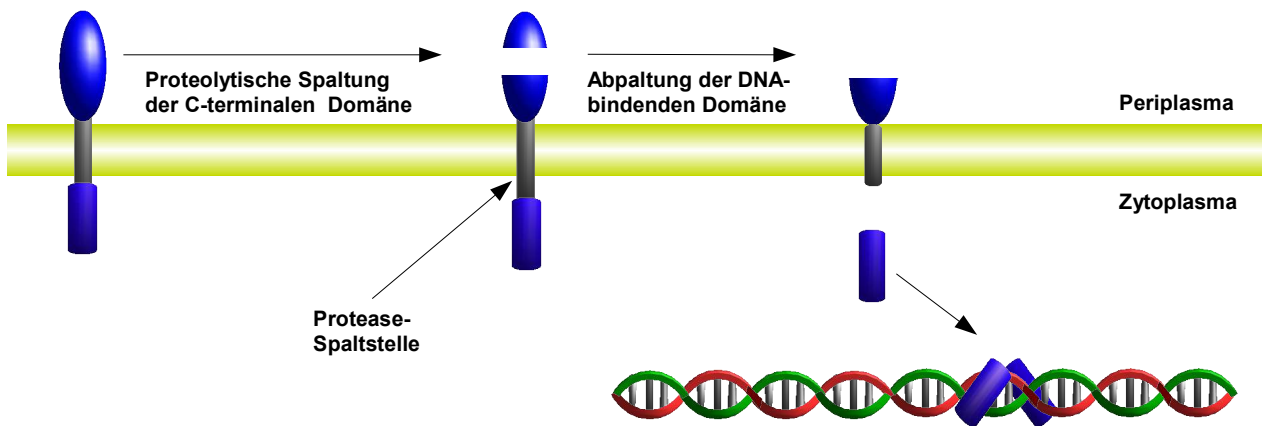 Proteolytische Spaltung
der C-terminalen Domäne
Abpaltung der DNA-
bindenden Domäne
Periplasma
Zytoplasma
Protease-
Spaltstelle